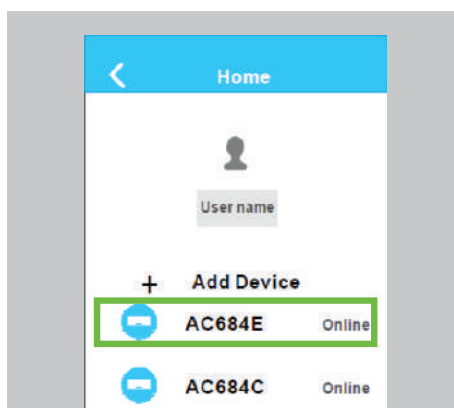 Home
User name
+ Add Device
AC684E Online
AC684C Online